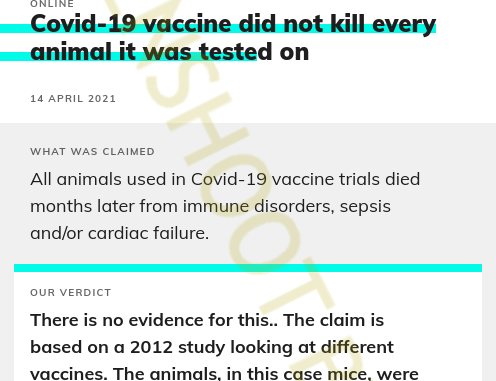 ONLINE
Covid-19 vaccine did not kill every
animal it was tested on
14 APRIL 2021
WHAT WAS CLAIMED
All animals used in Covid-19 vaccine trials died
months later from immune disorders, sepsis
and/or cardiac failure.
OUR VERDICT
There is no evidence for this.. The claim is
based on a 2012 study looking at different
vaccines. The animals, in this case mice, were